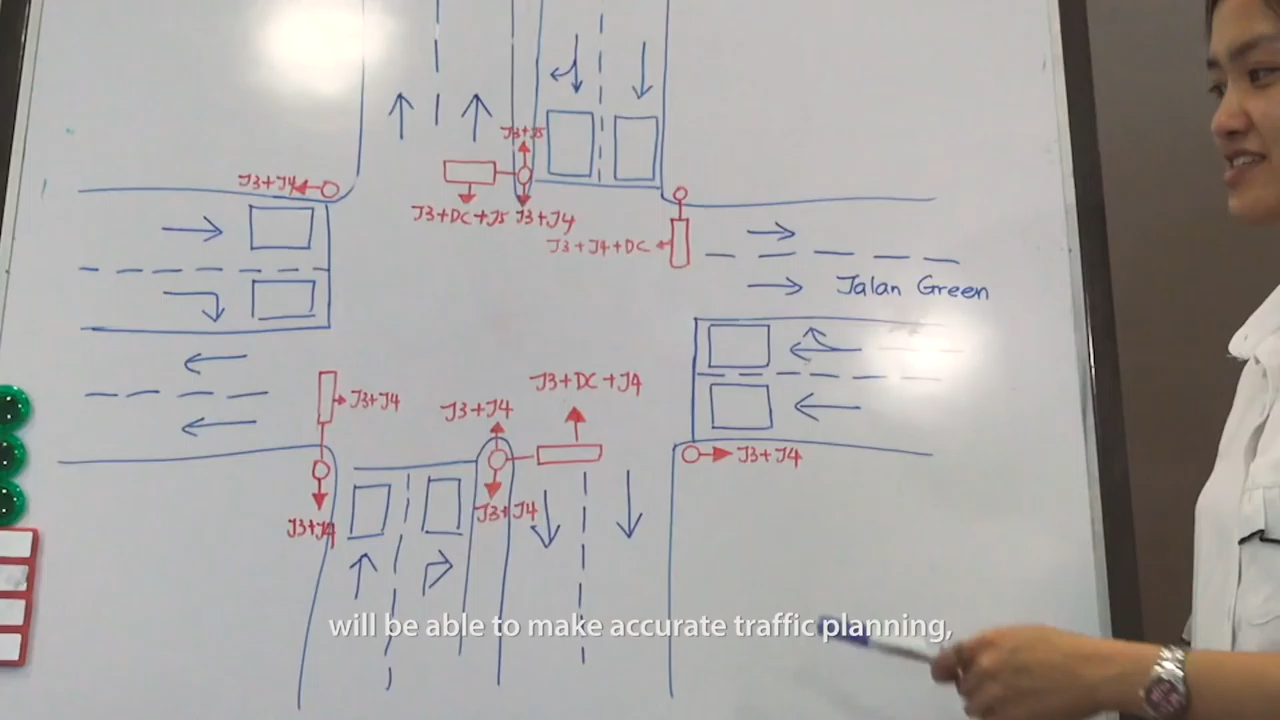 J3+J5
J3+J4
J3+DC+J5
J3+J4
J3+J4+DC
Jalan Green
J3+DC+J4
J3+J4
J3+J4
J3+J4
J3+J4
J3+J4
will be able to make accurate traffic planning,